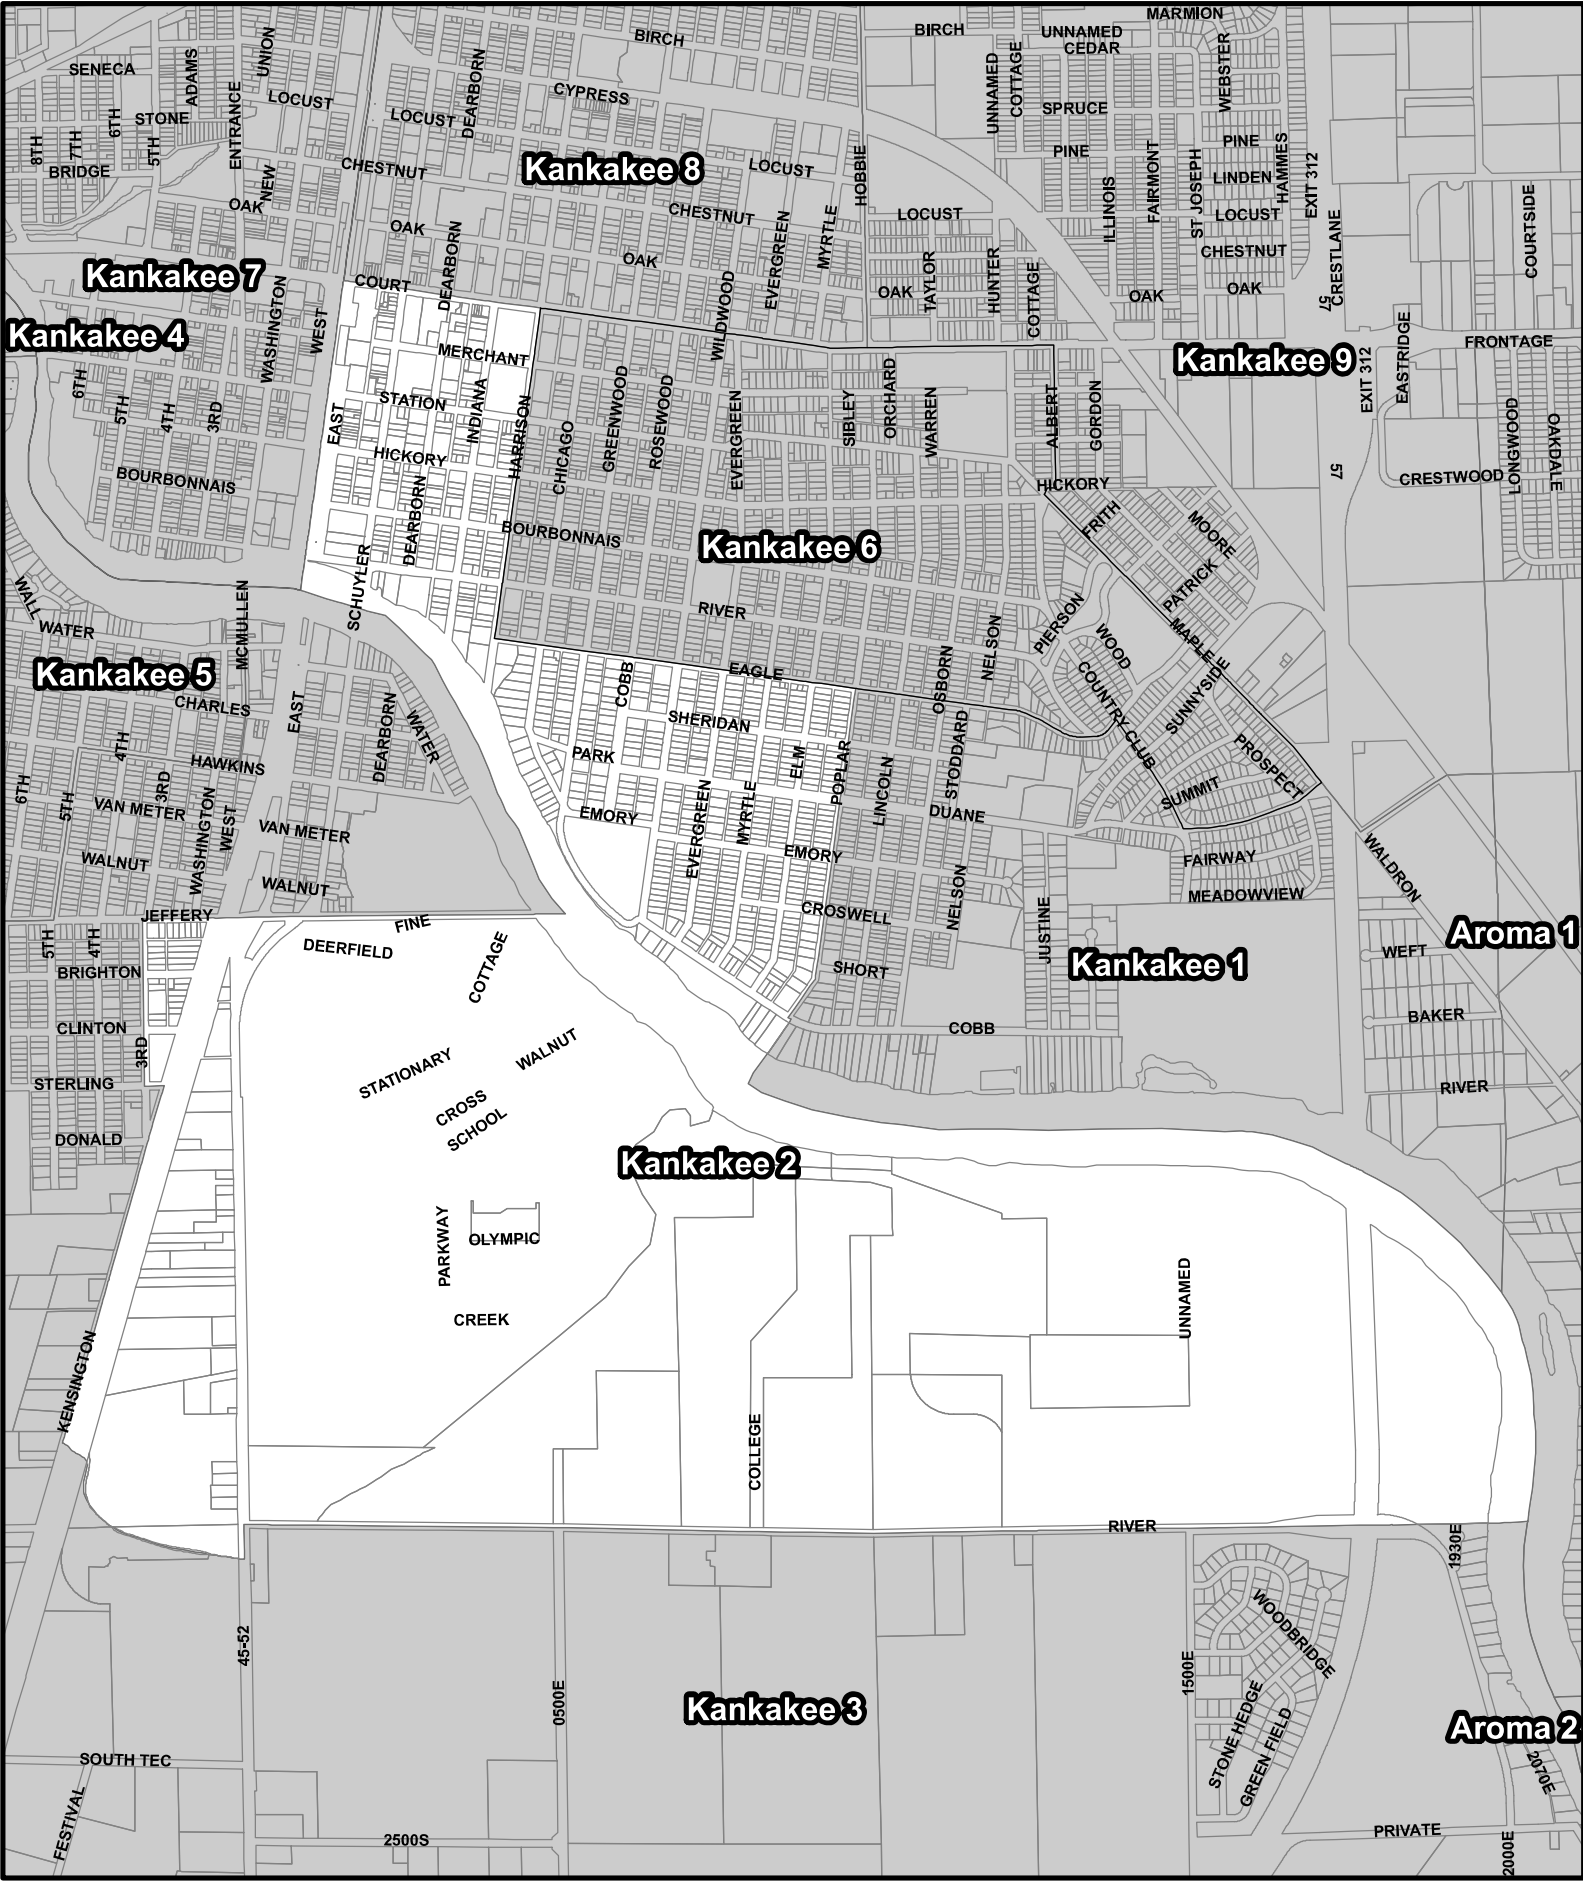 MARMION
BIRCH
BIRCH
UNNAMED
CEDAR
UNION
SENECA
ADAMS
DEARBORN
UNNAMED
COTTAGE
WEBSTER
LOCUST
CYPRESS
6TH
STONE
ENTRANCE
LOCUST
SPRUCE
8TH
7TH
5TH
BRIDGE
CHESTNUT
Kankakee 8
LOCUST
HOBBIE
PINE
PINE
HAMMES
EXIT 312
NEW
OAK
LINDEN
ILLINOIS
FAIRMONT
ST JOSEPH
LOCUST
LOCUST
CHESTNUT
OAK
DEARBORN
EVERGREEN
MYRTLE
COURTSIDE
CRESTLANE
CHESTNUT
OAK
Kankakee 7
COURT
DEARBORN
WILDWOOD
TAYLOR
HUNTER
COTTAGE
OAK
OAK
OAK
57
Kankakee 4
WASHINGTON
WEST
MERCHANT
EASTRIDGE
FRONTAGE
Kankakee 9
EXIT 312
6TH
5TH
4TH
3RD
EAST
STATION
INDIANA
HARRISON
CHICAGO
GREENWOOD
ROSEWOOD
EVERGREEN
SIBLEY
ORCHARD
WARREN
ALBERT
GORDON
LONGWOOD
OAKDALE
HICKORY
57
CRESTWOOD
BOURBONNAIS
HICKORY
DEARBORN
BOURBONNAIS
Kankakee 6
FRITH
MOORE
SCHUYLER
PATRICK
WALL
MCMULLEN
RIVER
PIERSON
WATER
NELSON
WOOD
MAPLE
E
Kankakee 5
EAGLE
COBB
OSBORN
COUNTRY CLUB
SUNNYSIDE
CHARLES
EAST
DEARBORN
WATER
SHERIDAN
4TH
HAWKINS
PARK
ELM
POPLAR
LINCOLN
STODDARD
PROSPECT
6TH
5TH
3RD
VAN METER
WASHINGTON
WEST
VAN METER
EMORY
EVERGREEN
MYRTLE
DUANE
SUMMIT
WALNUT
EMORY
FAIRWAY
WALDRON
WALNUT
MEADOWVIEW
JEFFERY
FINE
CROSWELL
NELSON
JUSTINE
5TH
4TH
DEERFIELD
COTTAGE
Aroma 1
BRIGHTON
SHORT
Kankakee 1
WEFT
CLINTON
3RD
STATIONARY
WALNUT
COBB
BAKER
STERLING
CROSS
SCHOOL
RIVER
DONALD
Kankakee 2
PARKWAY
OLYMPIC
UNNAMED
CREEK
KENSINGTON
COLLEGE
RIVER
1930E
45-52
0500E
1500E
WOODBRIDGE
Kankakee 3
STONE HEDGE
GREEN FIELD
Aroma 2
SOUTH TEC
2070E
FESTIVAL
2500S
PRIVATE
2000E